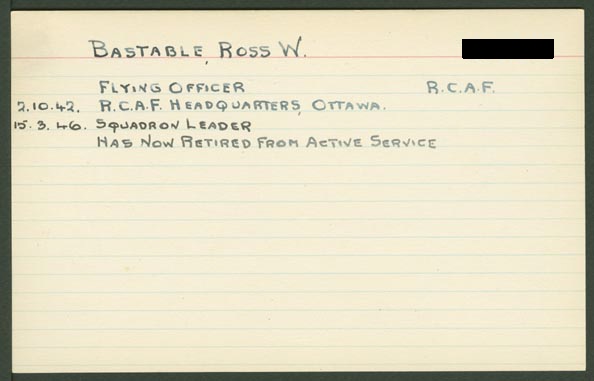 BASTABLE, ROSS W.
FLYING OFFICER R.C.A.F.
2.10.42. R.C.A.F. HEADQUARTERS, OTTAWA.
15.3.46. SQUADRON LEADER
HAS NOW RETIRED FROM ACTIVE SERVICE